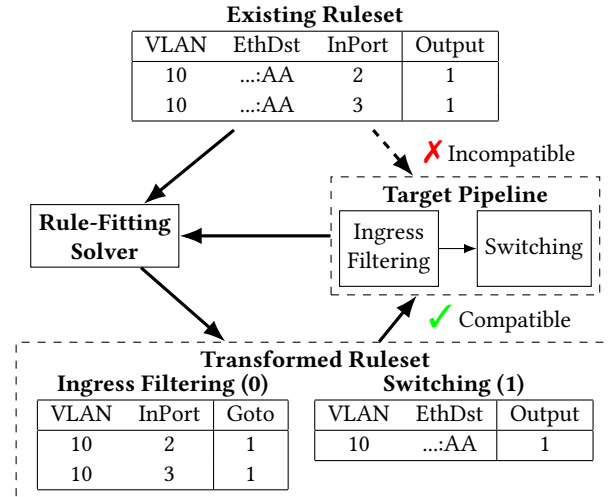 Existing Ruleset
VLAN EthDst InPort Output
10 ...:AA 2 1
10 ...:AA 3 1
✗ Incompatible
Target Pipeline
Rule-Fitting
Solver
Ingress
Filtering
Switching
✓ Compatible
Transformed Ruleset
Ingress Filtering (0)
VLAN InPort Goto
10 2 1
10 3 1
Switching (1)
VLAN EthDst Output
10 ...:AA 1